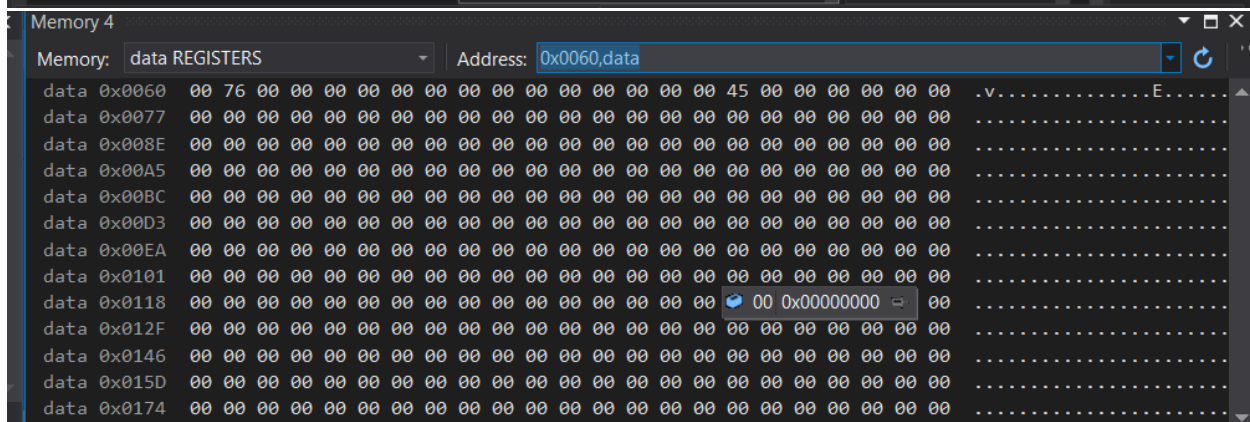 Memory 4
Memory: data REGISTERS Address: 0x0060,data
data 0x0060 00 76 00 00 00 00 00 00 00 00 00 00 00 00 00 00 45 00 00 00 00 00 00 .v..............E......
data 0x0077 00 00 00 00 00 00 00 00 00 00 00 00 00 00 00 00 00 00 00 00 00 00 00 .......................
data 0x008E 00 00 00 00 00 00 00 00 00 00 00 00 00 00 00 00 00 00 00 00 00 00 00 .......................
data 0x00A5 00 00 00 00 00 00 00 00 00 00 00 00 00 00 00 00 00 00 00 00 00 00 00 .......................
data 0x00BC 00 00 00 00 00 00 00 00 00 00 00 00 00 00 00 00 00 00 00 00 00 00 00 .......................
data 0x00D3 00 00 00 00 00 00 00 00 00 00 00 00 00 00 00 00 00 00 00 00 00 00 00 .......................
data 0x00EA 00 00 00 00 00 00 00 00 00 00 00 00 00 00 00 00 00 00 00 00 00 00 00 .......................
data 0x0101 00 00 00 00 00 00 00 00 00 00 00 00 00 00 00 00 00 00 00 00 00 00 00 .......................
data 0x0118 00 00 00 00 00 00 00 00 00 00 00 00 00 00 00 00 00 0x00000000 00 .......................
data 0x012F 00 00 00 00 00 00 00 00 00 00 00 00 00 00 00 00 00 00 00 00 00 00 00 .......................
data 0x0146 00 00 00 00 00 00 00 00 00 00 00 00 00 00 00 00 00 00 00 00 00 00 00 .......................
data 0x015D 00 00 00 00 00 00 00 00 00 00 00 00 00 00 00 00 00 00 00 00 00 00 00 .......................
data 0x0174 00 00 00 00 00 00 00 00 00 00 00 00 00 00 00 00 00 00 00 00 00 00 00 .......................